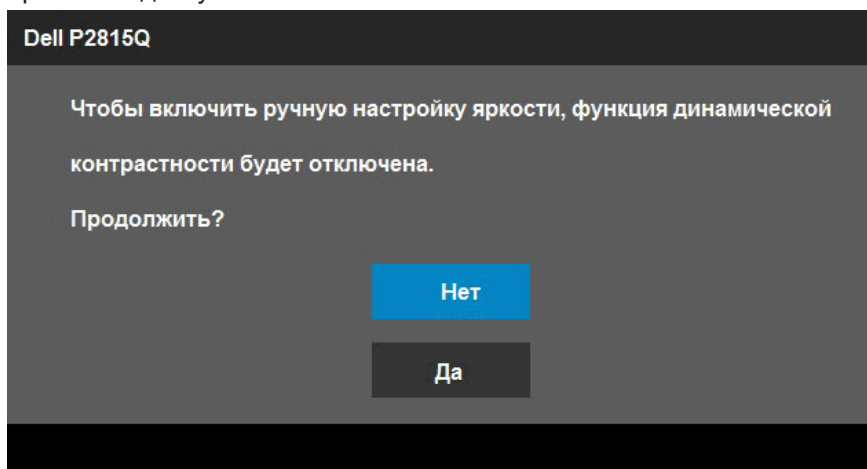 Dell P2815Q
Чтобы включить ручную настройку яркости, функция динамической
контрастности будет отключена.
Продолжить?
Нет
Да